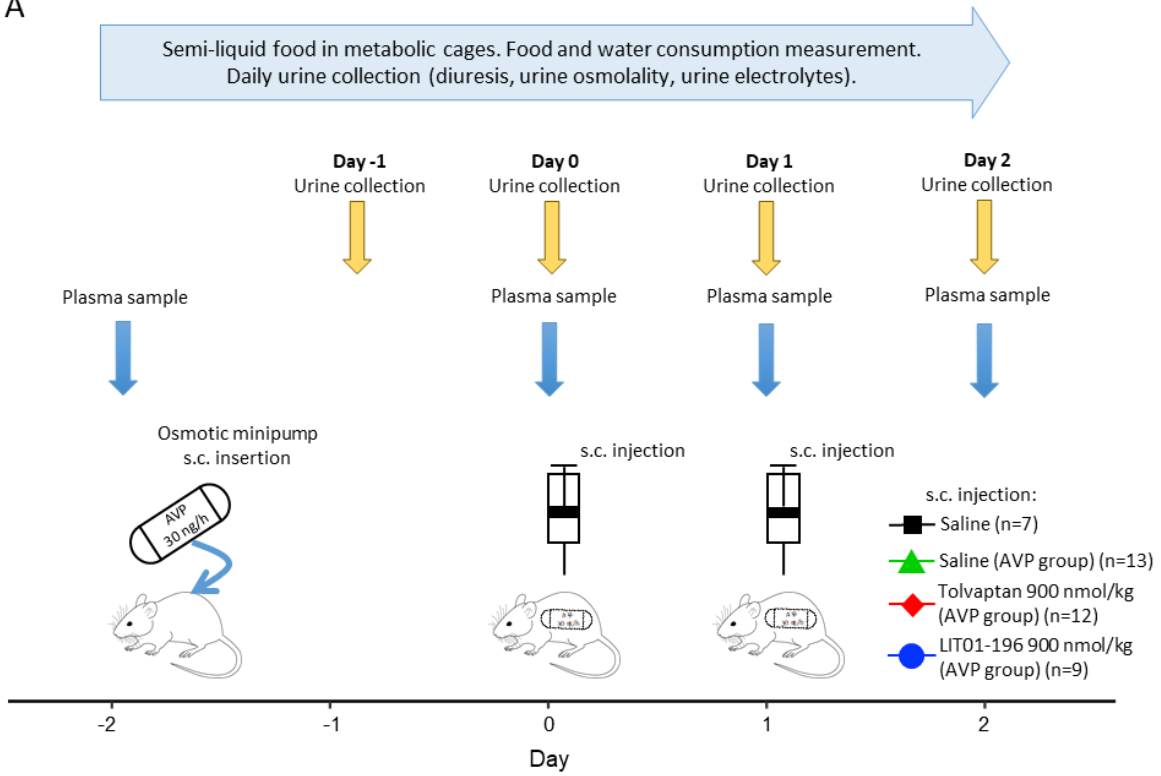 A
Semi-liquid food in metabolic cages. Food and water consumption measurement.
Daily urine collection (diuresis, urine osmolality, urine electrolytes).
Day -1
Urine collection
Day 0
Urine collection
Day 1
Urine collection
Day 2
Urine collection
Plasma sample
Plasma sample
Plasma sample
Plasma sample
Osmotic minipump
s.c. insertion
AVP
30 ng/h
s.c. injection
s.c. injection
s.c. injection:
Saline (n=7)
Saline (AVP group) (n=13)
Tolvaptan 900 nmol/kg
(AVP group) (n=12)
LIT01-196 900 nmol/kg
(AVP group) (n=9)
-2
-1
0
1
2
Day